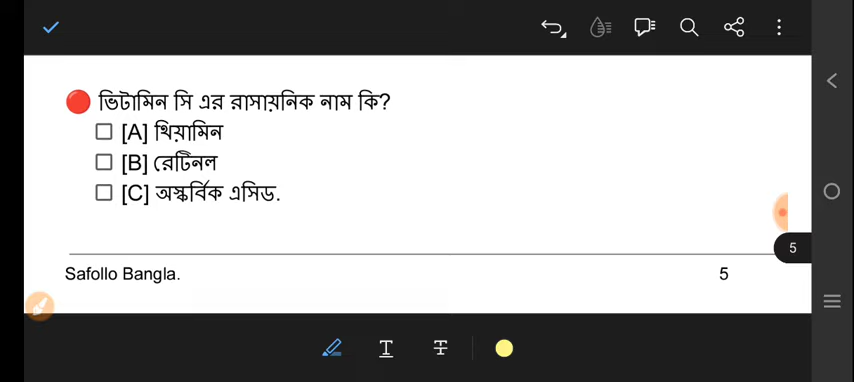 🔴 ভিটামিন সি এর রাসায়নিক নাম কি?
☐ [A] থিয়ামিন
☐ [B] রেটিনল
☐ [C] অস্কর্বিক এসিড.
5
Safollo Bangla. 5
T T